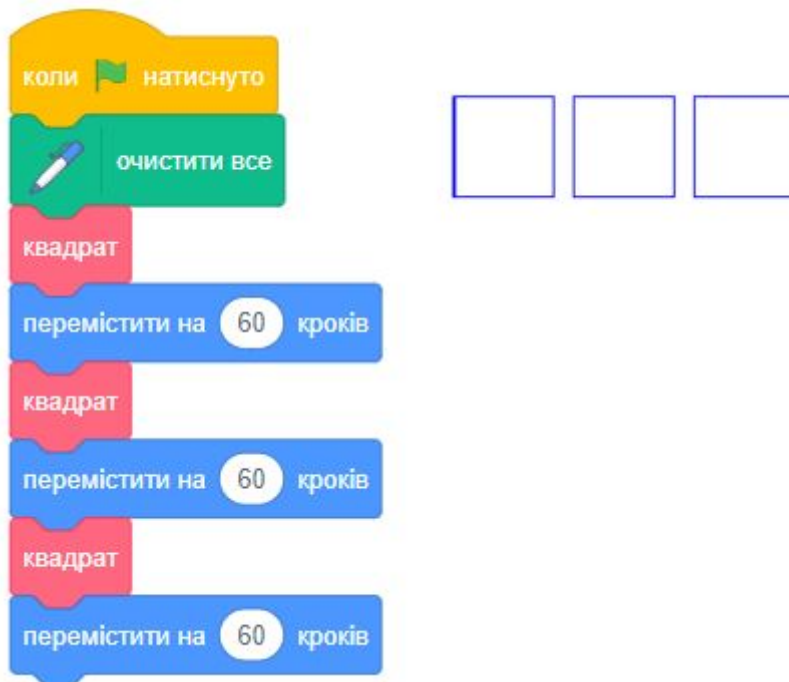 коли натиснуто
очистити все
квадрат
перемістити на 60 кроків
квадрат
перемістити на 60 кроків
квадрат
перемістити на 60 кроків